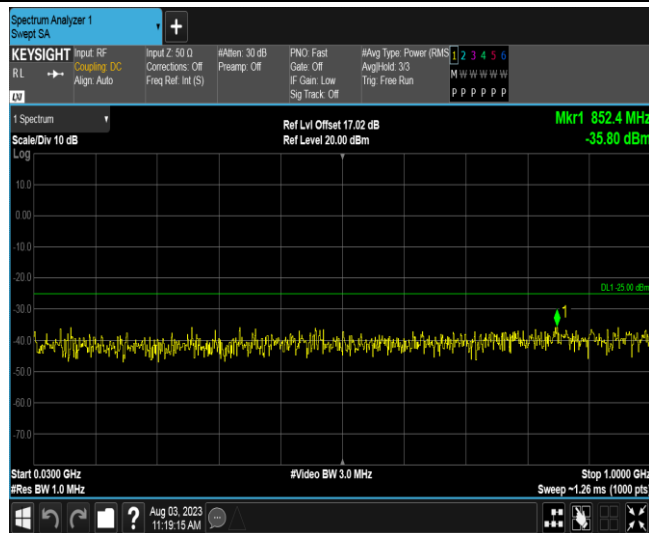 Spectrum Analyzer 1
Swept SA
KEYSIGHT
RL
Input: RF
Coupling: DC
Align: Auto
Input Z: 50 Ω
Corrections: Off
Freq Ref: Int (S)
#Atten: 30 dB
Preamp: Off
PNO: Fast
Gate: Off
IF Gain: Low
Sig Track: Off
#Avg Type: Power (RMS
Avg|Hold: 3/3
Trig: Free Run
1 2 3 4 5 6
M W W W W W
P P P P P P
1 Spectrum
Scale/Div 10 dB
Log
Ref Lvl Offset 17.02 dB
Ref Level 20.00 dBm
Mkr1 852.4 MHz
-35.80 dBm
10.0
0.00
-10.0
-20.0
DL1 -25.00 dBm
-30.0
1
-40.0
-50.0
-60.0
-70.0
Start 0.0300 GHz
#Res BW 1.0 MHz
#Video BW 3.0 MHz
Stop 1.0000 GHz
Sweep ~1.26 ms (1000 pts)
?
Aug 03, 2023
11:19:15 AM